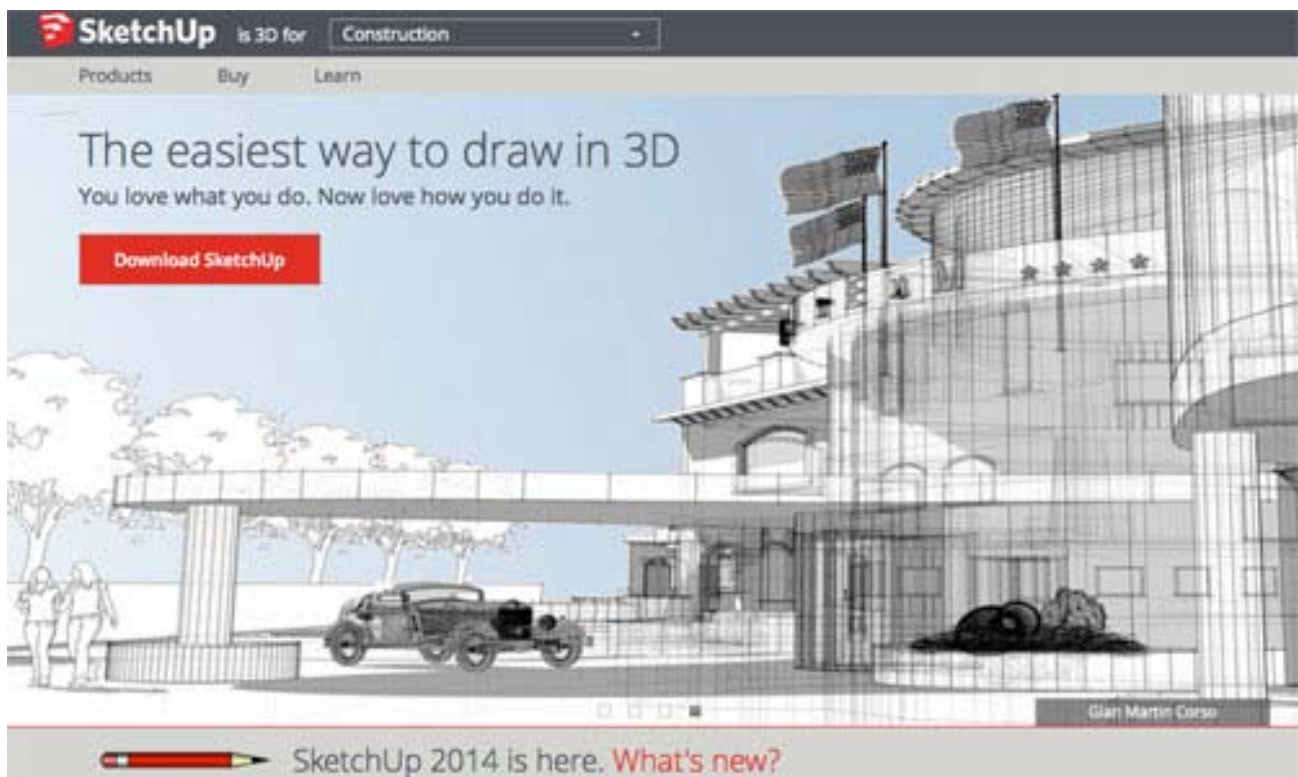 SketchUp is 3D for Construction
Products Buy Learn
The easiest way to draw in 3D
You love what you do. Now love how you do it.
Download SketchUp
Gian Martin Corso
SketchUp 2014 is here. What's new?